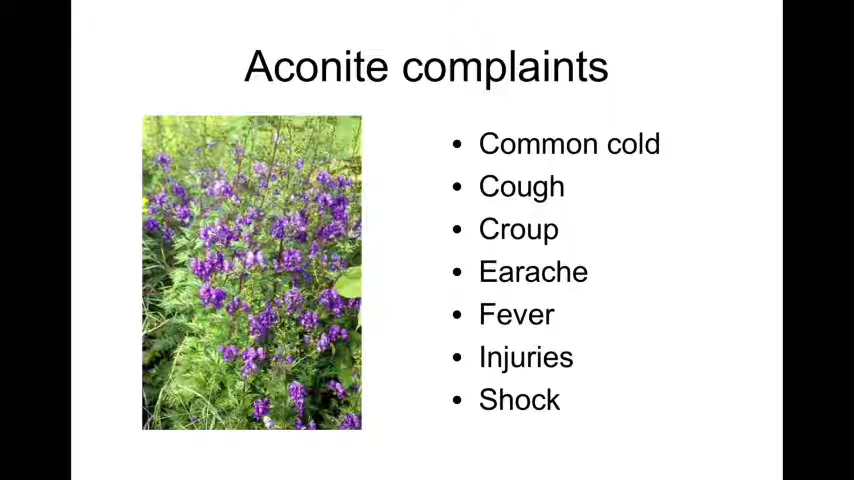 Aconite complaints
• Common cold
• Cough
• Croup
• Earache
• Fever
• Injuries
• Shock